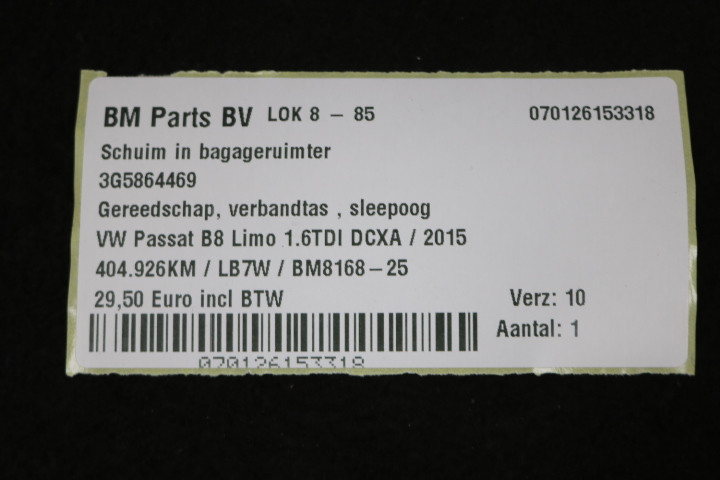 BM Parts BV LOK 8 – 85 070126153318
Schuim in bagageruimter
3G5864469
Gereedschap, verbandtas , sleepoog
VW Passat B8 Limo 1.6TDI DCXA / 2015
404.926KM / LB7W / BM8168–25
29,50 Euro incl BTW Verz: 10
Aantal: 1
070126153318